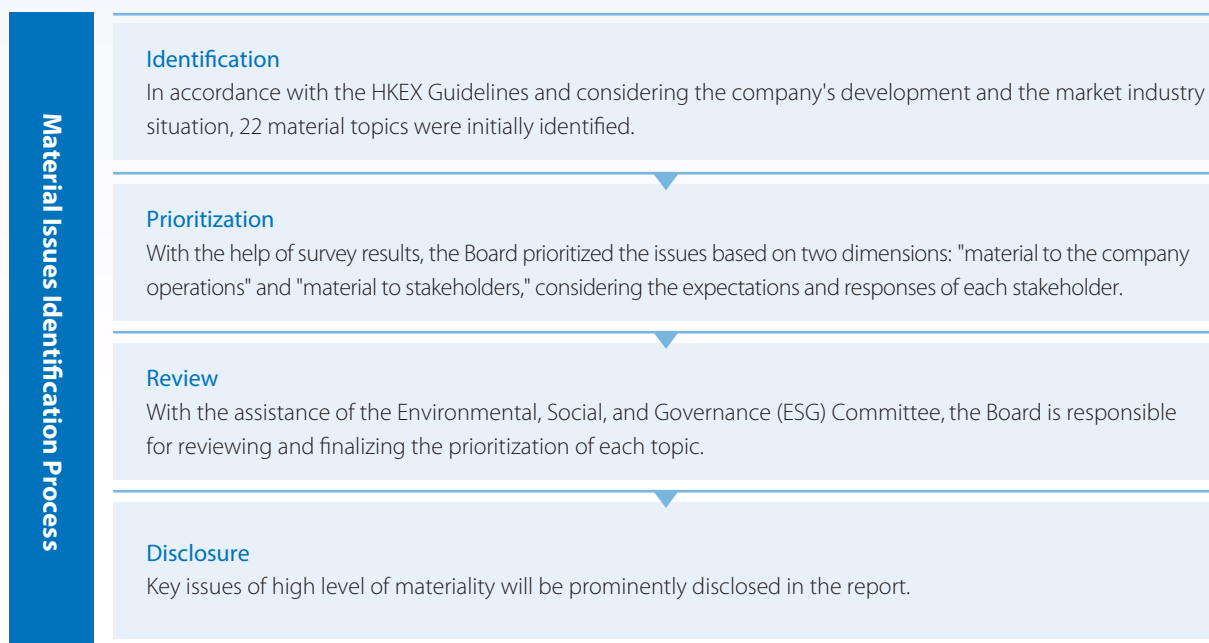 Material Issues Identification Process
Identification
In accordance with the HKEX Guidelines and considering the company's development and the market industry
situation, 22 material topics were initially identified.
Prioritization
With the help of survey results, the Board prioritized the issues based on two dimensions: "material to the company
operations" and "material to stakeholders," considering the expectations and responses of each stakeholder.
Review
With the assistance of the Environmental, Social, and Governance (ESG) Committee, the Board is responsible
for reviewing and finalizing the prioritization of each topic.
Disclosure
Key issues of high level of materiality will be prominently disclosed in the report.